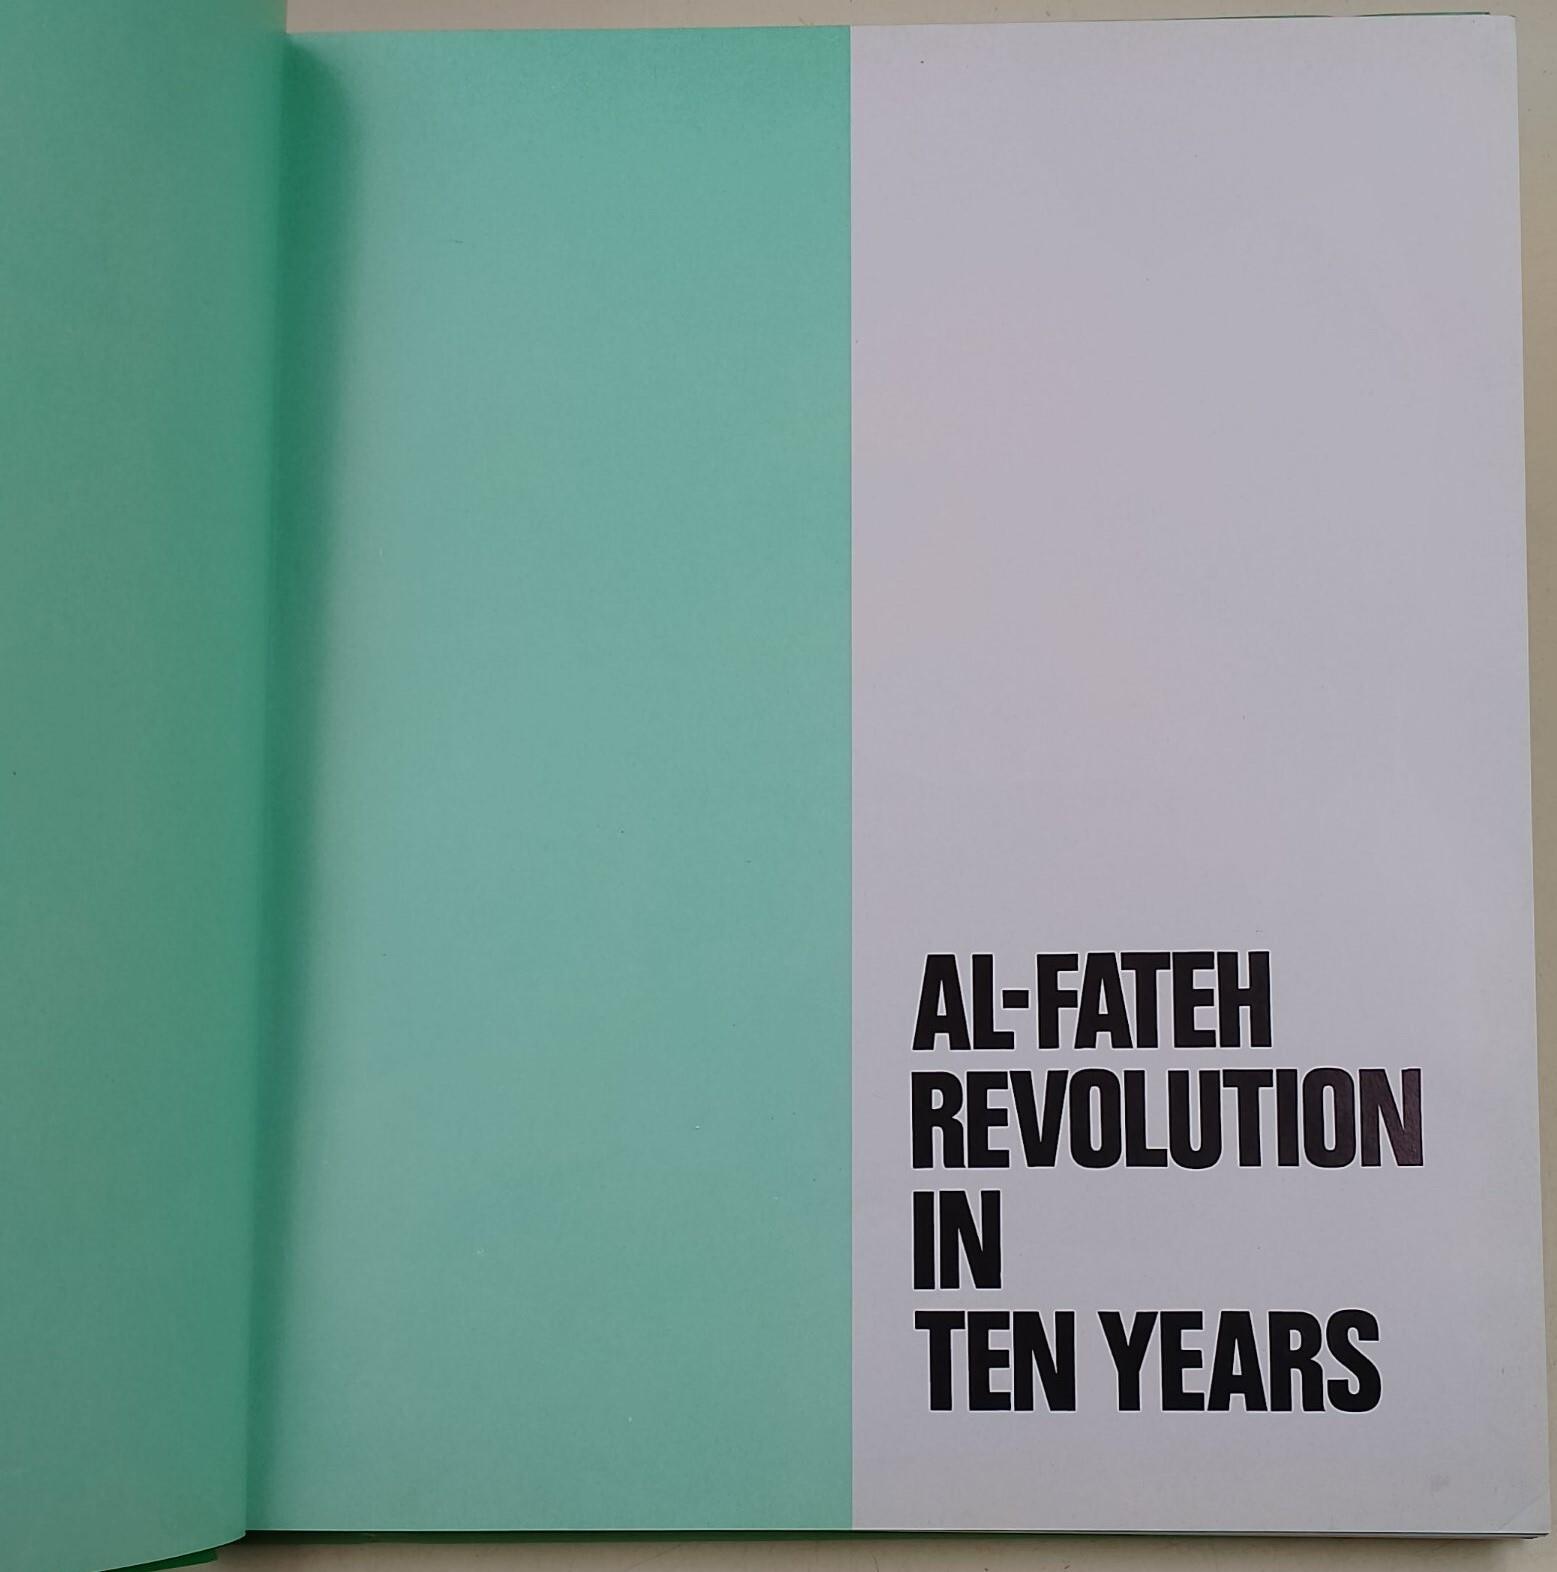 AL-FATEH
REVOLUTION
IN
TEN YEARS